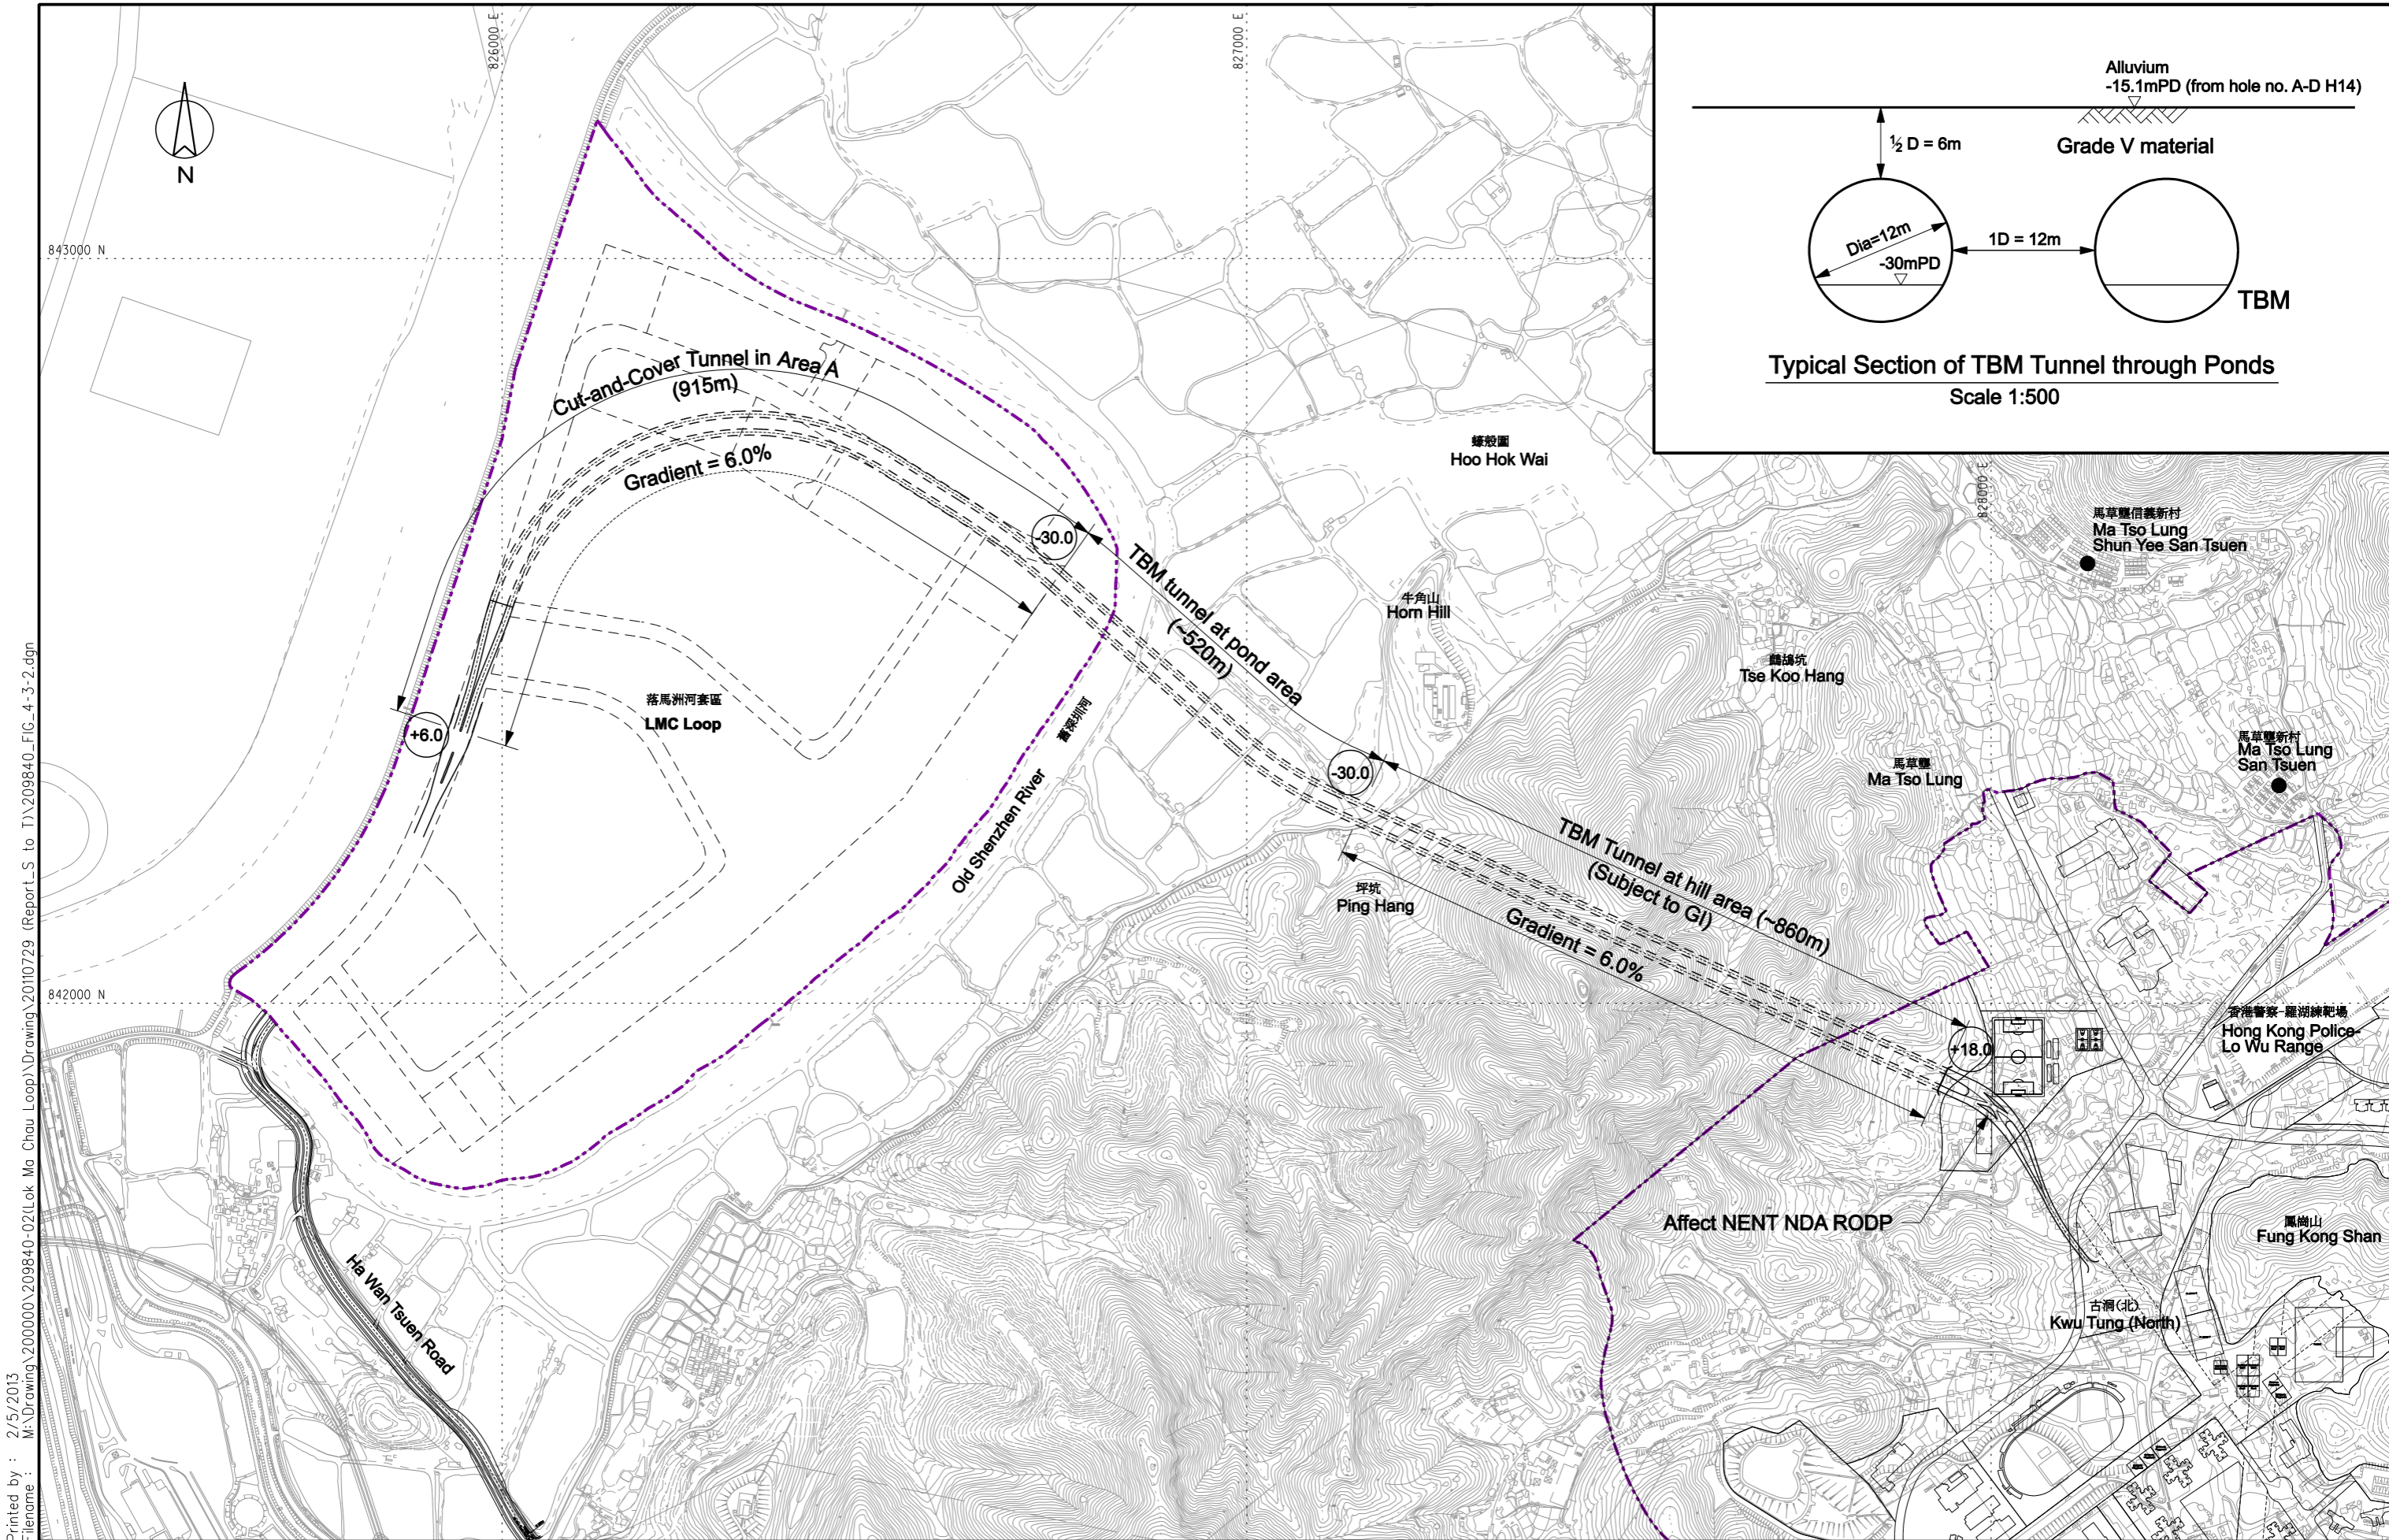 826000 E
827000 E
828000 E
843000 N
842000 N
N
Alluvium
-15.1mPD (from hole no. A-D H14)
½ D = 6m
Grade V material
Dia=12m
-30mPD
1D = 12m
TBM
Typical Section of TBM Tunnel through Ponds
Scale 1:500
Cut-and-Cover Tunnel in Area A
(915m)
Gradient = 6.0%
-30.0
TBM tunnel at pond area
(~520m)
+6.0
落馬洲河套區
LMC Loop
舊深圳河
Old Shenzhen River
蠔殼圍
Hoo Hok Wai
牛角山
Horn Hill
馬草壟信義新村
Ma Tso Lung
Shun Yee San Tsuen
鷓鴣坑
Tse Koo Hang
馬草壟新村
Ma Tso Lung
San Tsuen
馬草壟
Ma Tso Lung
-30.0
TBM Tunnel at hill area (~860m)
(Subject to GI)
Gradient = 6.0%
坪坑
Ping Hang
+18.0
香港警察-羅湖練靶場
Hong Kong Police-
Lo Wu Range
Affect NENT NDA RODP
鳳崗山
Fung Kong Shan
古洞(北)
Kwu Tung (North)
Ha Wan Tsuen Road
Printed by : 2/5/2013
Filename : M:\Drawing\200000\209840-02(Lok Ma Chau Loop)\Drawing\20110729 (Report_S to T)\209840_FIG_4-3-2.dgn